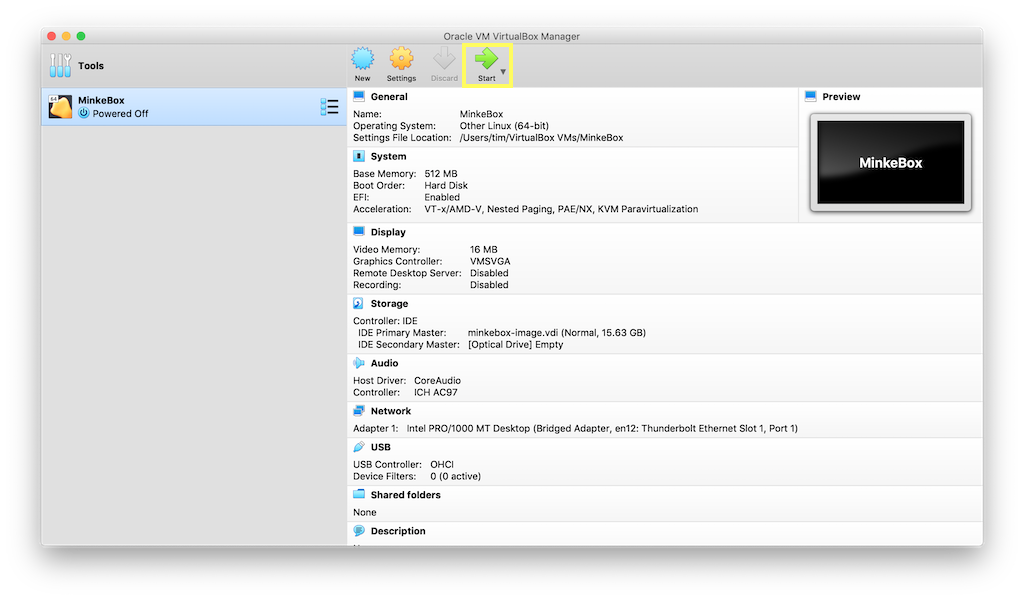 Oracle VM VirtualBox Manager
Tools
New
Settings
Discard
Start
64
MinkeBox
Powered Off
General
Name: MinkeBox
Operating System: Other Linux (64-bit)
Settings File Location: /Users/tim/VirtualBox VMs/MinkeBox
Preview
MinkeBox
System
Base Memory: 512 MB
Boot Order: Hard Disk
EFI: Enabled
Acceleration: VT-x/AMD-V, Nested Paging, PAE/NX, KVM Paravirtualization
Display
Video Memory: 16 MB
Graphics Controller: VMSVGA
Remote Desktop Server: Disabled
Recording: Disabled
Storage
Controller: IDE
IDE Primary Master: minkebox-image.vdi (Normal, 15.63 GB)
IDE Secondary Master: [Optical Drive] Empty
Audio
Host Driver: CoreAudio
Controller: ICH AC97
Network
Adapter 1: Intel PRO/1000 MT Desktop (Bridged Adapter, en12: Thunderbolt Ethernet Slot 1, Port 1)
USB
USB Controller: OHCI
Device Filters: 0 (0 active)
Shared folders
None
Description